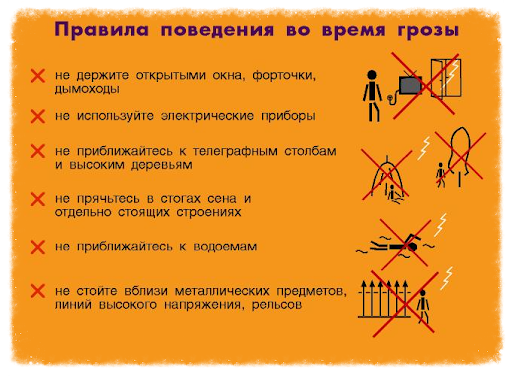 Правила поведения во время грозы
не держите открытыми окна, форточки,
дымоходы
не используйте электрические приборы
не приближайтесь к телеграфным столбам
и высоким деревьям
не прячьтесь в стогах сена и
отдельно стоящих строениях
не приближайтесь к водоемам
не стойте вблизи металлических предметов,
линий высокого напряжения, рельсов